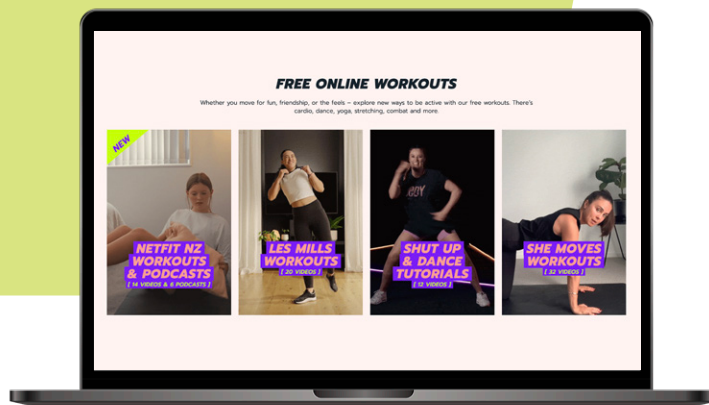 FREE ONLINE WORKOUTS
Whether you move for fun, friendship, or the feels – explore new ways to be active with our free workouts. There's
cardio, dance, yoga, stretching, combat and more.
NEW
NETFIT NZ
WORKOUTS
& PODCASTS
[ 14 VIDEOS & 6 PODCASTS ]
LES MILLS
WORKOUTS
[ 20 VIDEOS ]
SHUT UP
& DANCE
TUTORIALS
[ 12 VIDEOS ]
SHE MOVES
WORKOUTS
[ 32 VIDEOS ]